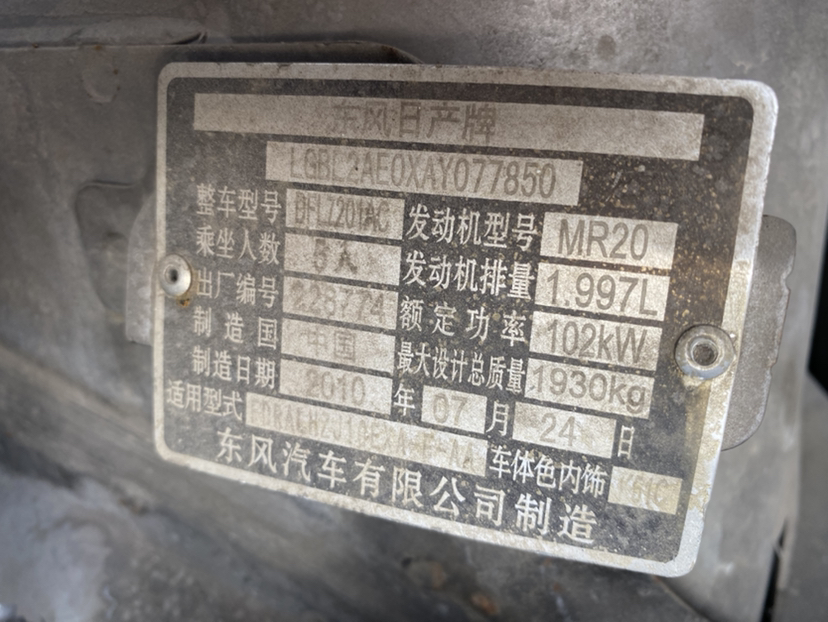 东风日产牌
LGBL2AE0XAY077850
整车型号 DFL7201AC 发动机型号 MR20
乘坐人数 5人 发动机排量 1.997L
出厂编号 226774 额定功率 102kW
制造国 中国 最大设计总质量 1930kg
制造日期 2010 年 07 月 24 日
适用型式 车体色内饰
东风汽车有限公司制造